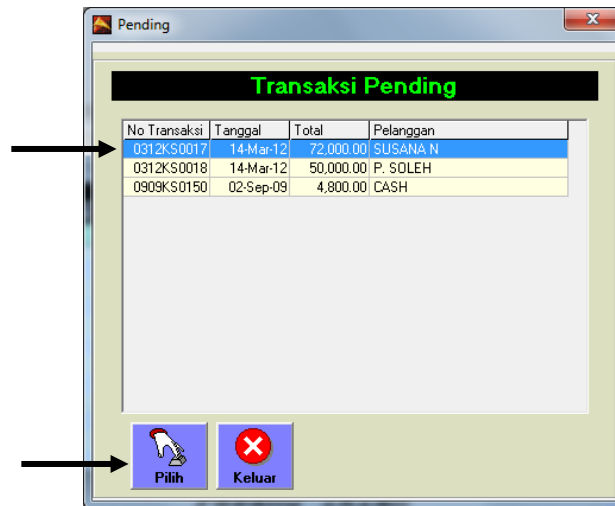 Pending
Transaksi Pending
No Transaksi Tanggal Total Pelanggan
0312KS0017 14-Mar-12 72,000.00 SUSANA N
0312KS0018 14-Mar-12 50,000.00 P. SOLEH
0909KS0150 02-Sep-09 4,800.00 CASH
Pilih Keluar